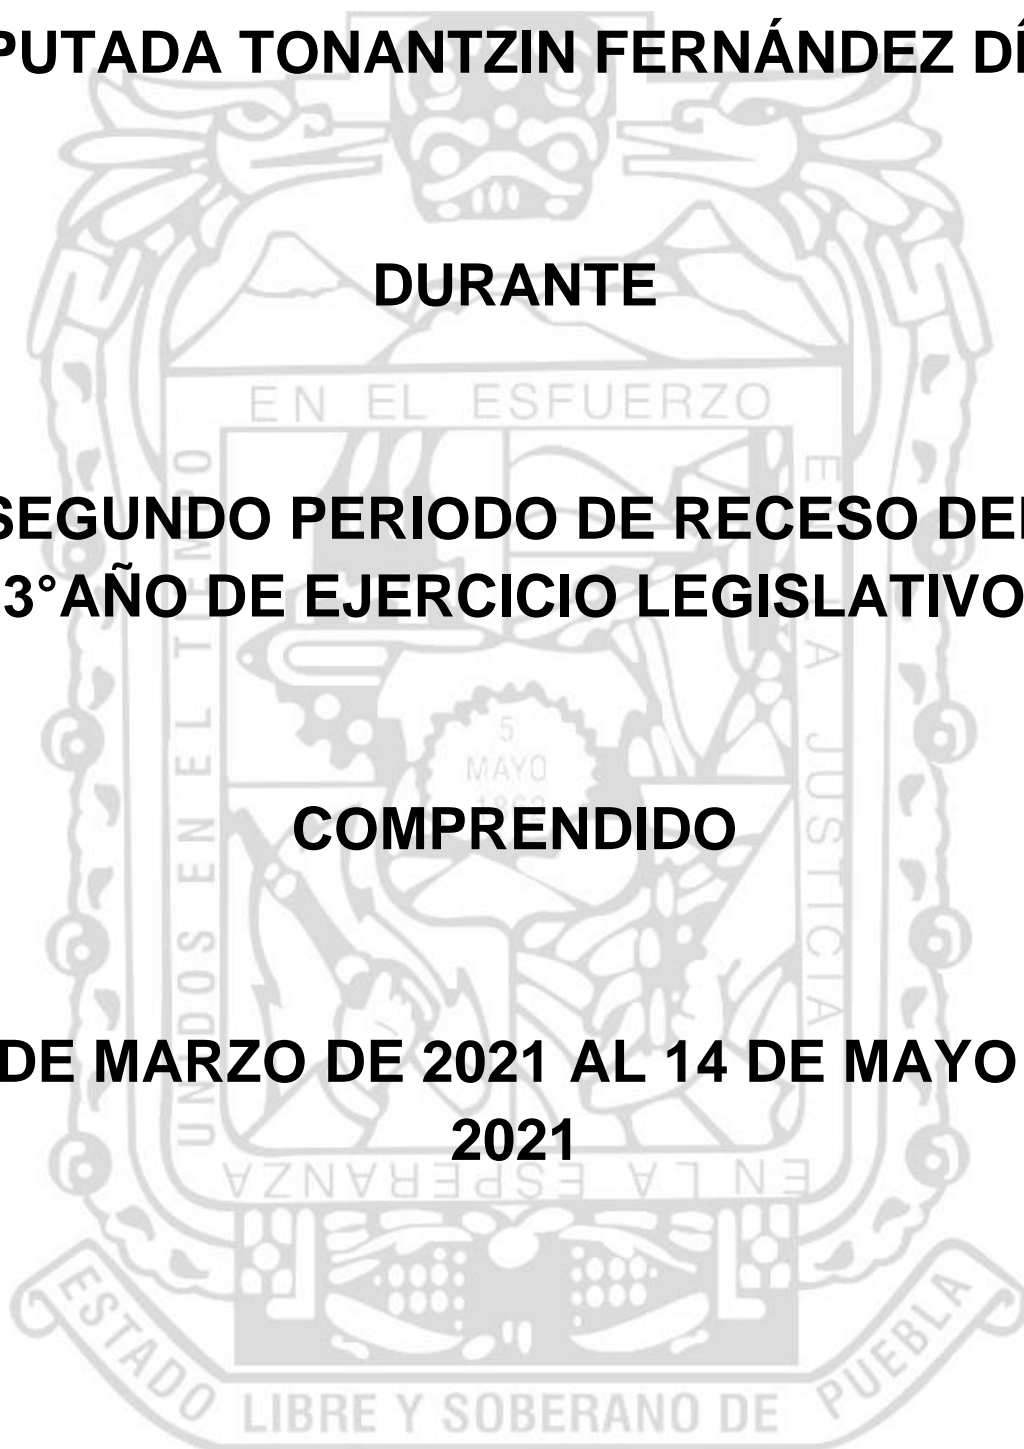 PUTADA TONANTZIN FERNÁNDEZ DÍ
DURANTE
SEGUNDO PERIODO DE RECESO DEL
3°AÑO DE EJERCICIO LEGISLATIVO
COMPRENDIDO
DE MARZO DE 2021 AL 14 DE MAYO
2021
EN EL ESFUERZO
EN LA JUSTICIA
EN LA ESPERANZA
UNIDOS EN EL TIEMPO
5
MAYO
1862
ESTADO LIBRE Y SOBERANO DE PUEBLA